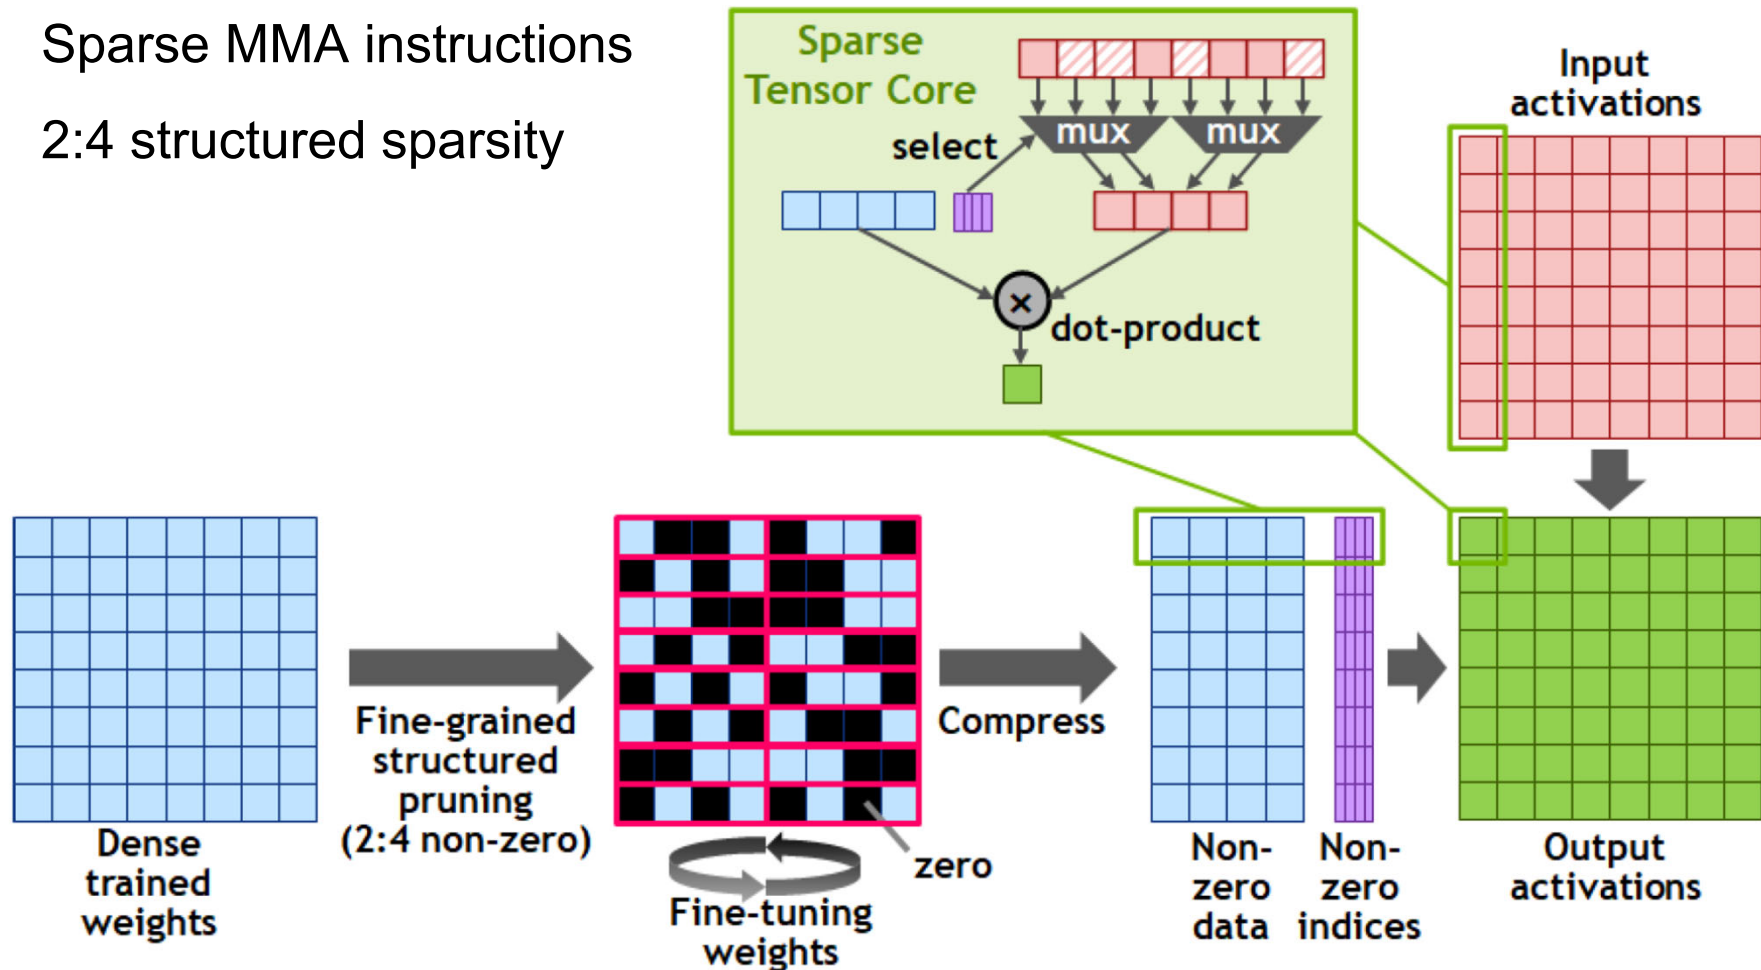 Sparse MMA instructions
2:4 structured sparsity
Sparse
Tensor Core
mux
mux
select
×
dot-product
Input
activations
Dense
trained
weights
Fine-grained
structured
pruning
(2:4 non-zero)
zero
Fine-tuning
weights
Compress
Non-
zero
data
Non-
zero
indices
Output
activations